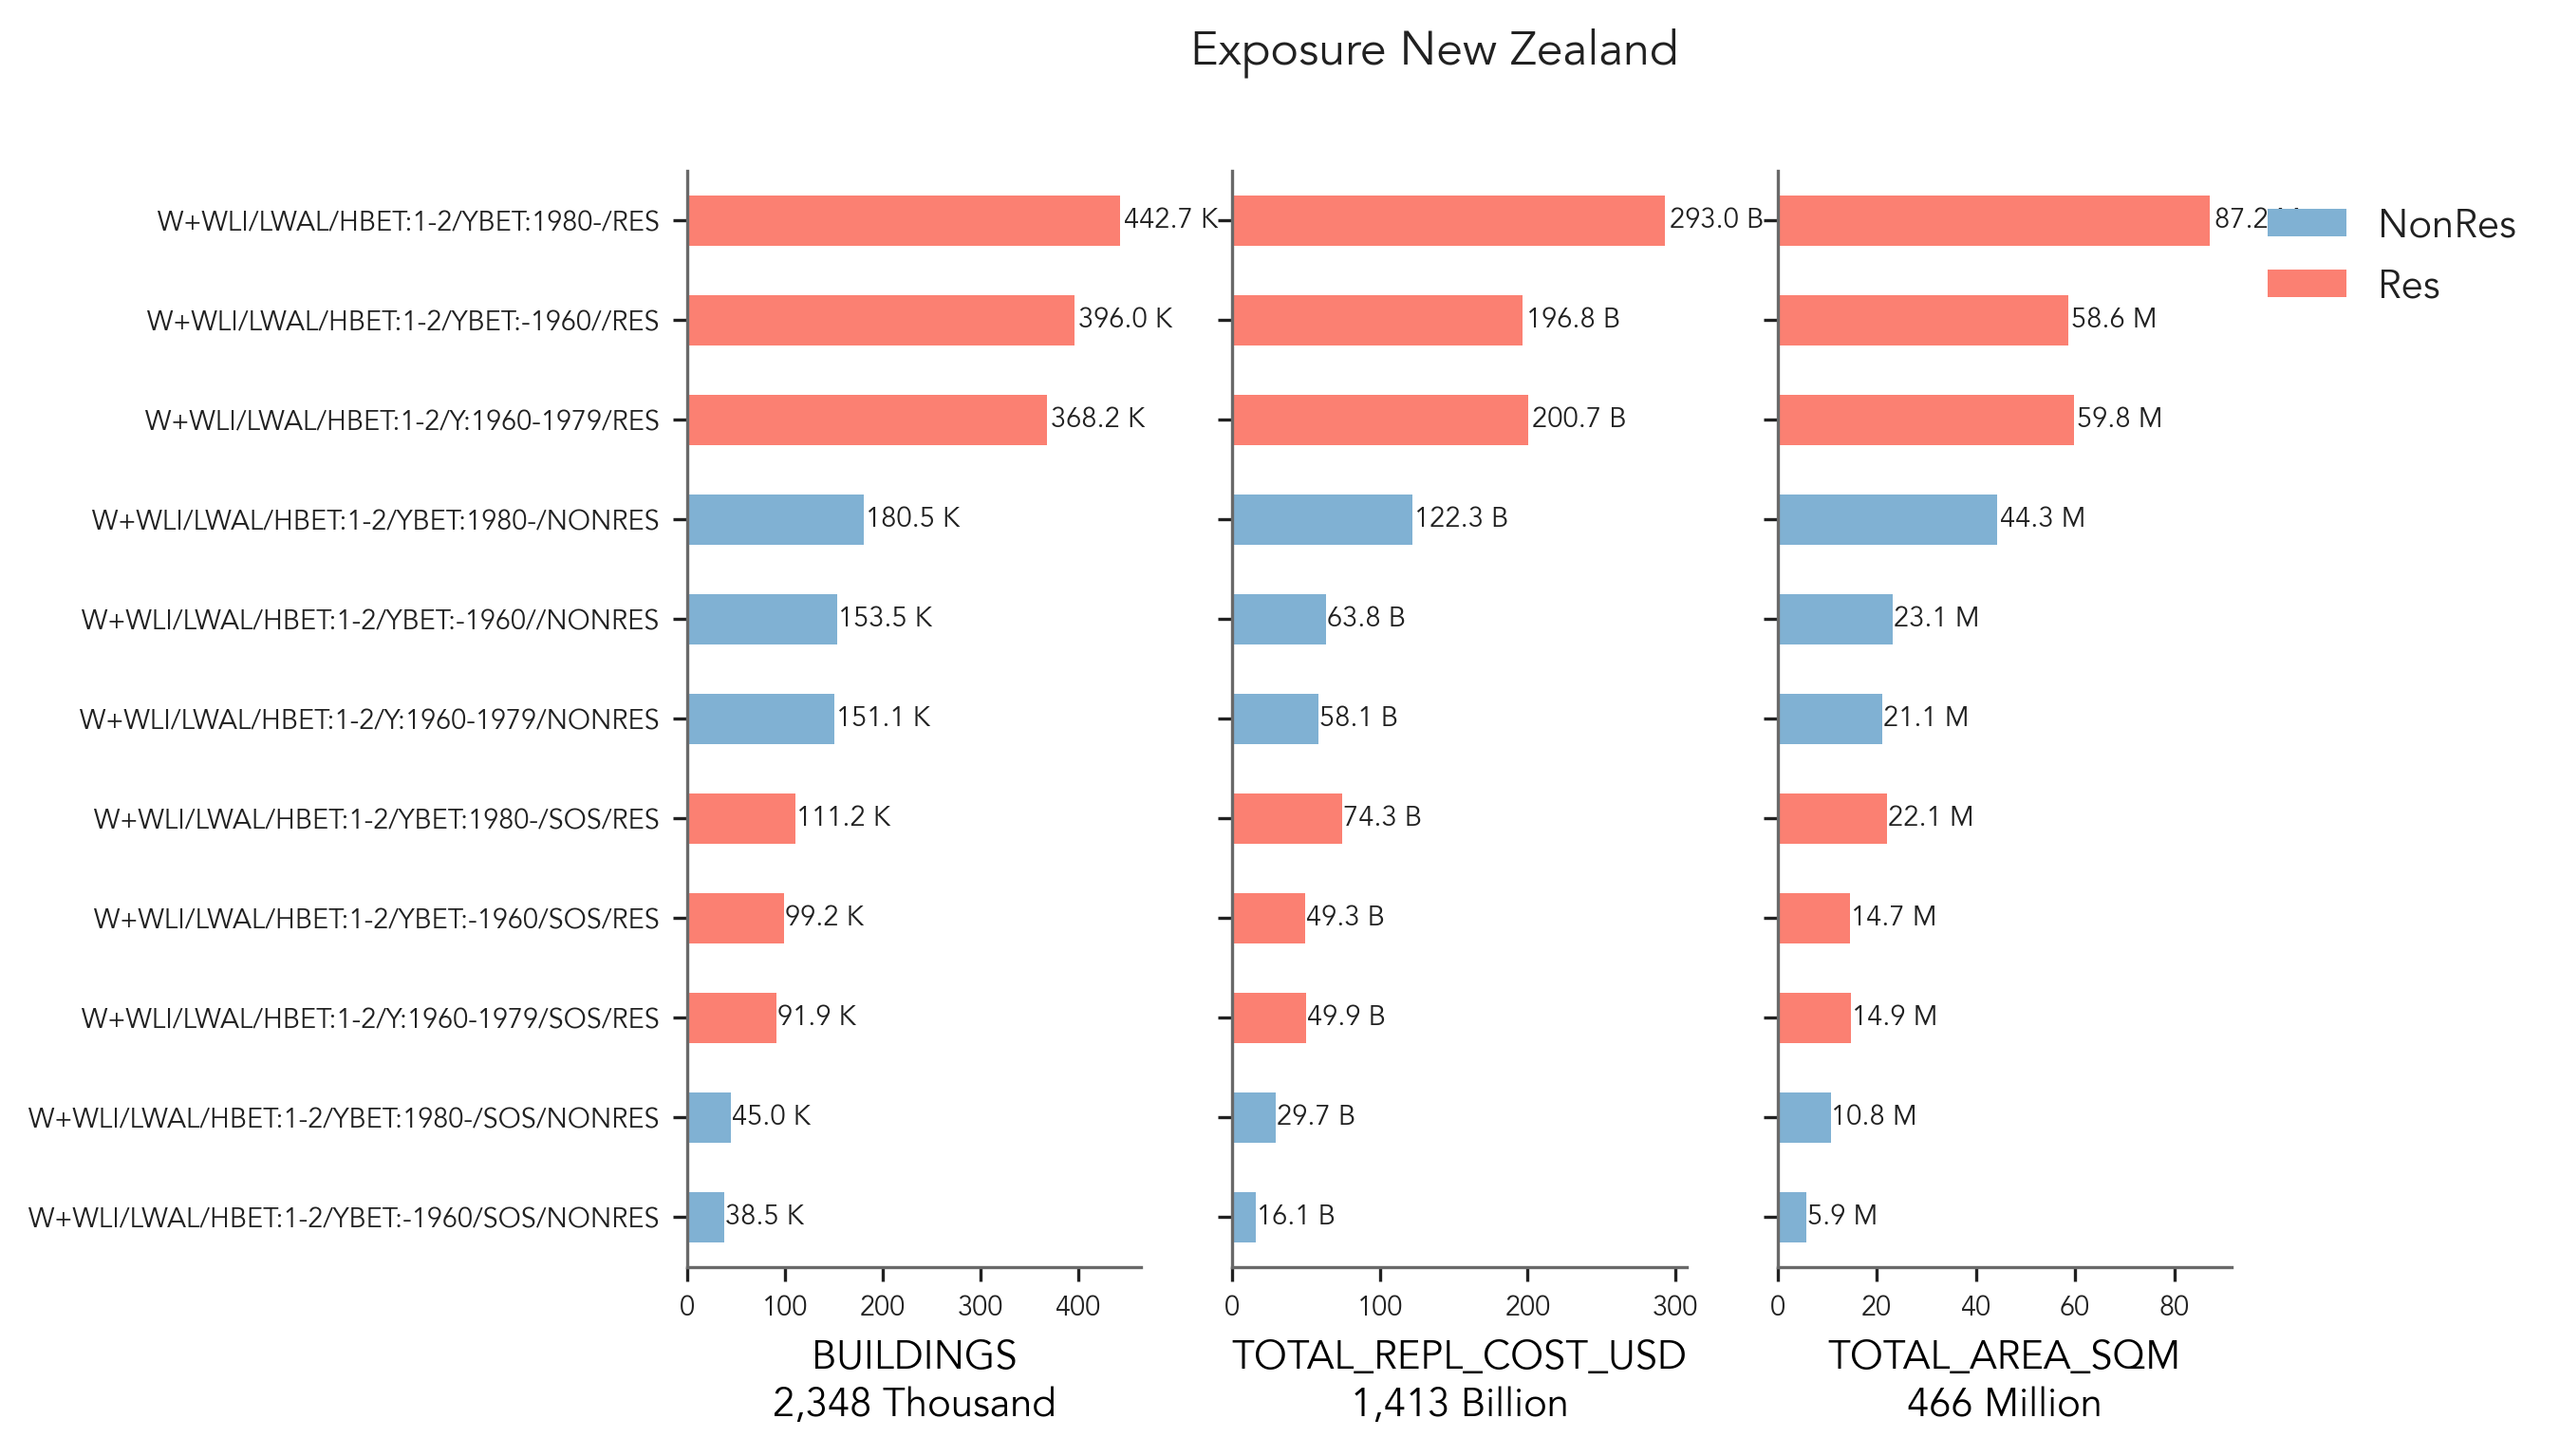 Exposure New Zealand
W+WLI/LWAL/HBET:1-2/YBET:1980-/RES 442.7 K 293.0 B 87.2
W+WLI/LWAL/HBET:1-2/YBET:-1960//RES 396.0 K 196.8 B 58.6 M
W+WLI/LWAL/HBET:1-2/Y:1960-1979/RES 368.2 K 200.7 B 59.8 M
W+WLI/LWAL/HBET:1-2/YBET:1980-/NONRES 180.5 K 122.3 B 44.3 M
W+WLI/LWAL/HBET:1-2/YBET:-1960//NONRES 153.5 K 63.8 B 23.1 M
W+WLI/LWAL/HBET:1-2/Y:1960-1979/NONRES 151.1 K 58.1 B 21.1 M
W+WLI/LWAL/HBET:1-2/YBET:1980-/SOS/RES 111.2 K 74.3 B 22.1 M
W+WLI/LWAL/HBET:1-2/YBET:-1960/SOS/RES 99.2 K 49.3 B 14.7 M
W+WLI/LWAL/HBET:1-2/Y:1960-1979/SOS/RES 91.9 K 49.9 B 14.9 M
W+WLI/LWAL/HBET:1-2/YBET:1980-/SOS/NONRES 45.0 K 29.7 B 10.8 M
W+WLI/LWAL/HBET:1-2/YBET:-1960/SOS/NONRES 38.5 K 16.1 B 5.9 M
NonRes
Res
0 100 200 300 400
BUILDINGS
2,348 Thousand
0 100 200 300
TOTAL_REPL_COST_USD
1,413 Billion
0 20 40 60 80
TOTAL_AREA_SQM
466 Million